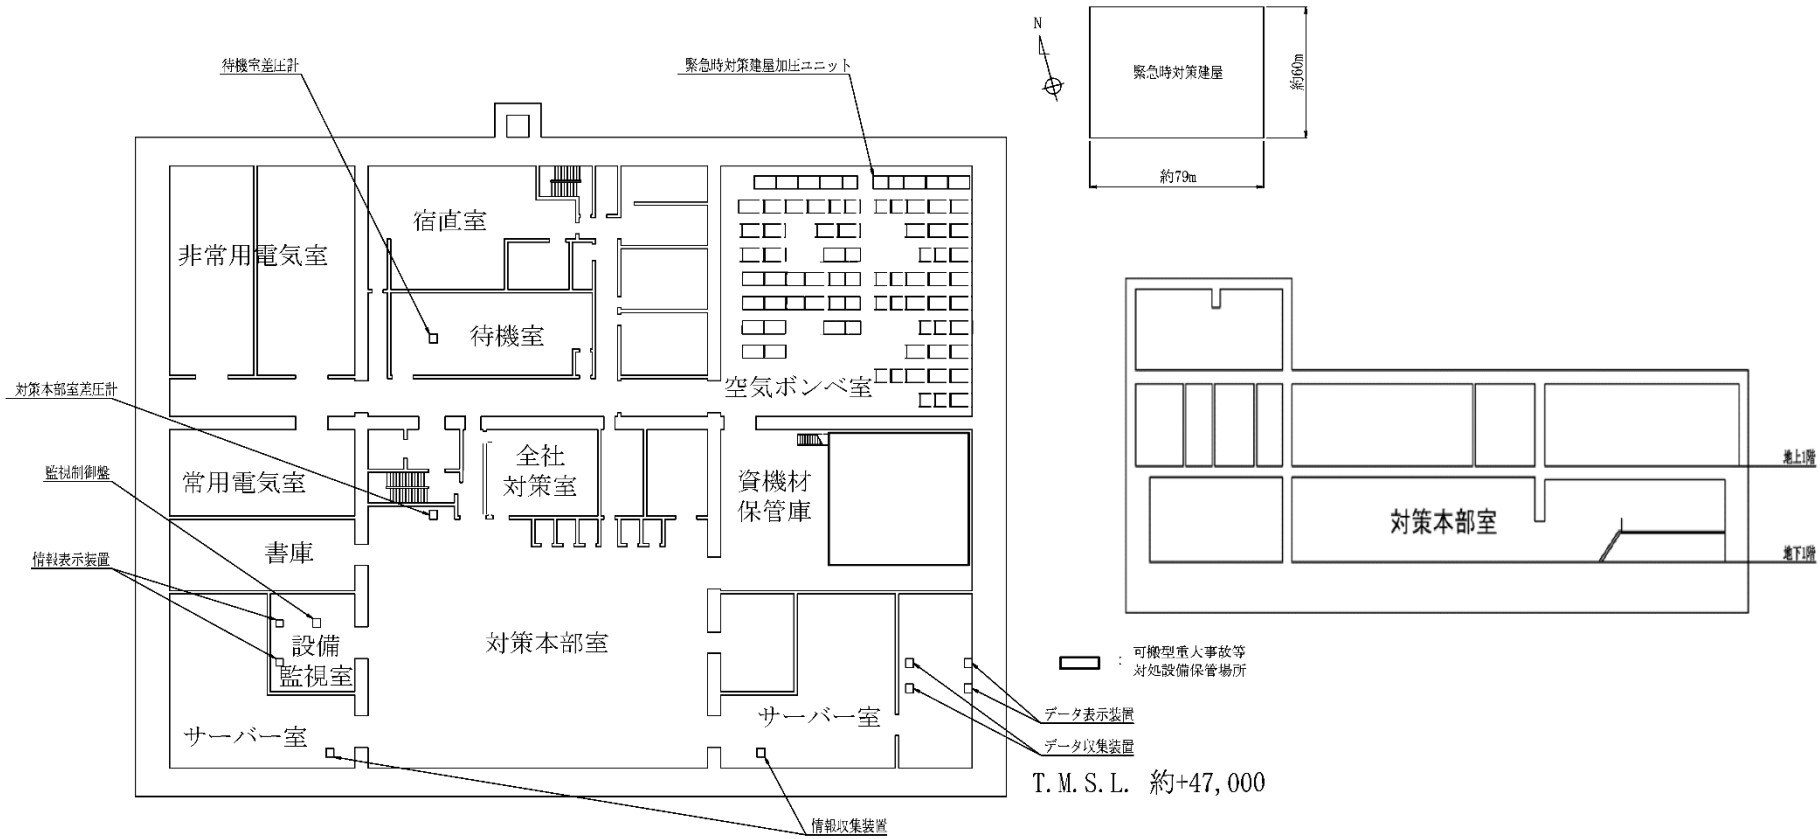 待機室差圧計
緊急時対策建屋加圧ユニット
N
緊急時対策建屋
約60m
約79m
宿直室
非常用電気室
待機室
空気ボンベ室
対策本部室差圧計
監視制御盤
情報表示装置
常用電気室
全社
対策室
資機材
保管庫
書庫
設備
監視室
対策本部室
サーバー室
サーバー室
情報収集装置
地上1階
対策本部室
地下1階
: 可搬型重大事故等
対処設備保管場所
データ表示装置
データ収集装置
T.M.S.L. 約+47,000